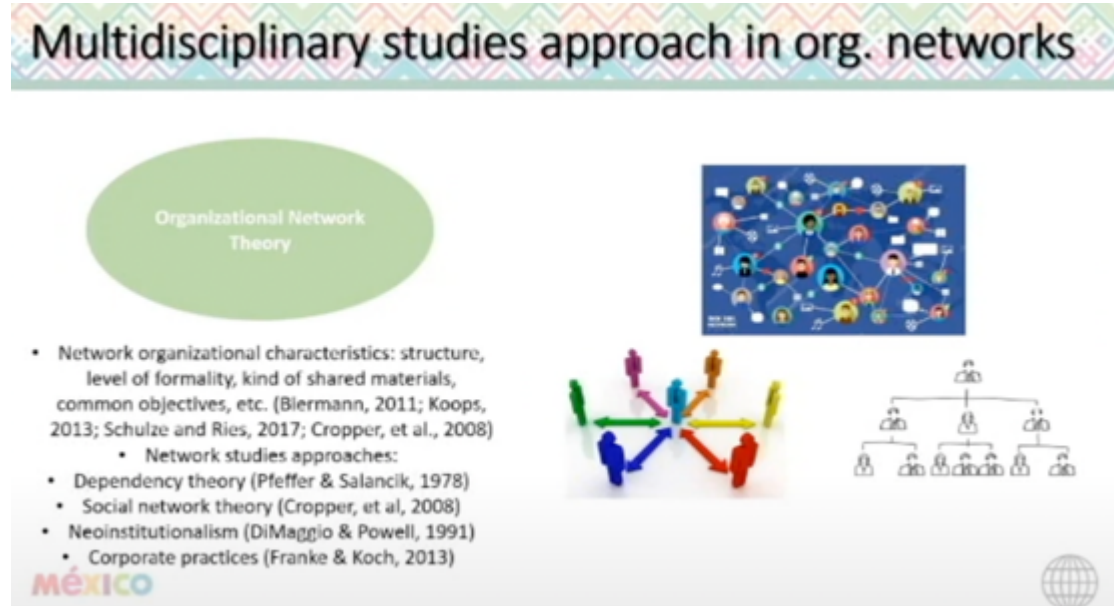 Multidisciplinary studies approach in org. networks
Organizational Network
Theory
• Network organizational characteristics: structure,
level of formality, kind of shared materials,
common objectives, etc. (Biermann, 2011; Koops,
2013; Schulze and Ries, 2017; Cropper, et al., 2008)
• Network studies approaches:
• Dependency theory (Pfeffer & Salancik, 1978)
• Social network theory (Cropper, et al, 2008)
• Neoinstitutionalism (DiMaggio & Powell, 1991)
• Corporate practices (Franke & Koch, 2013)
México